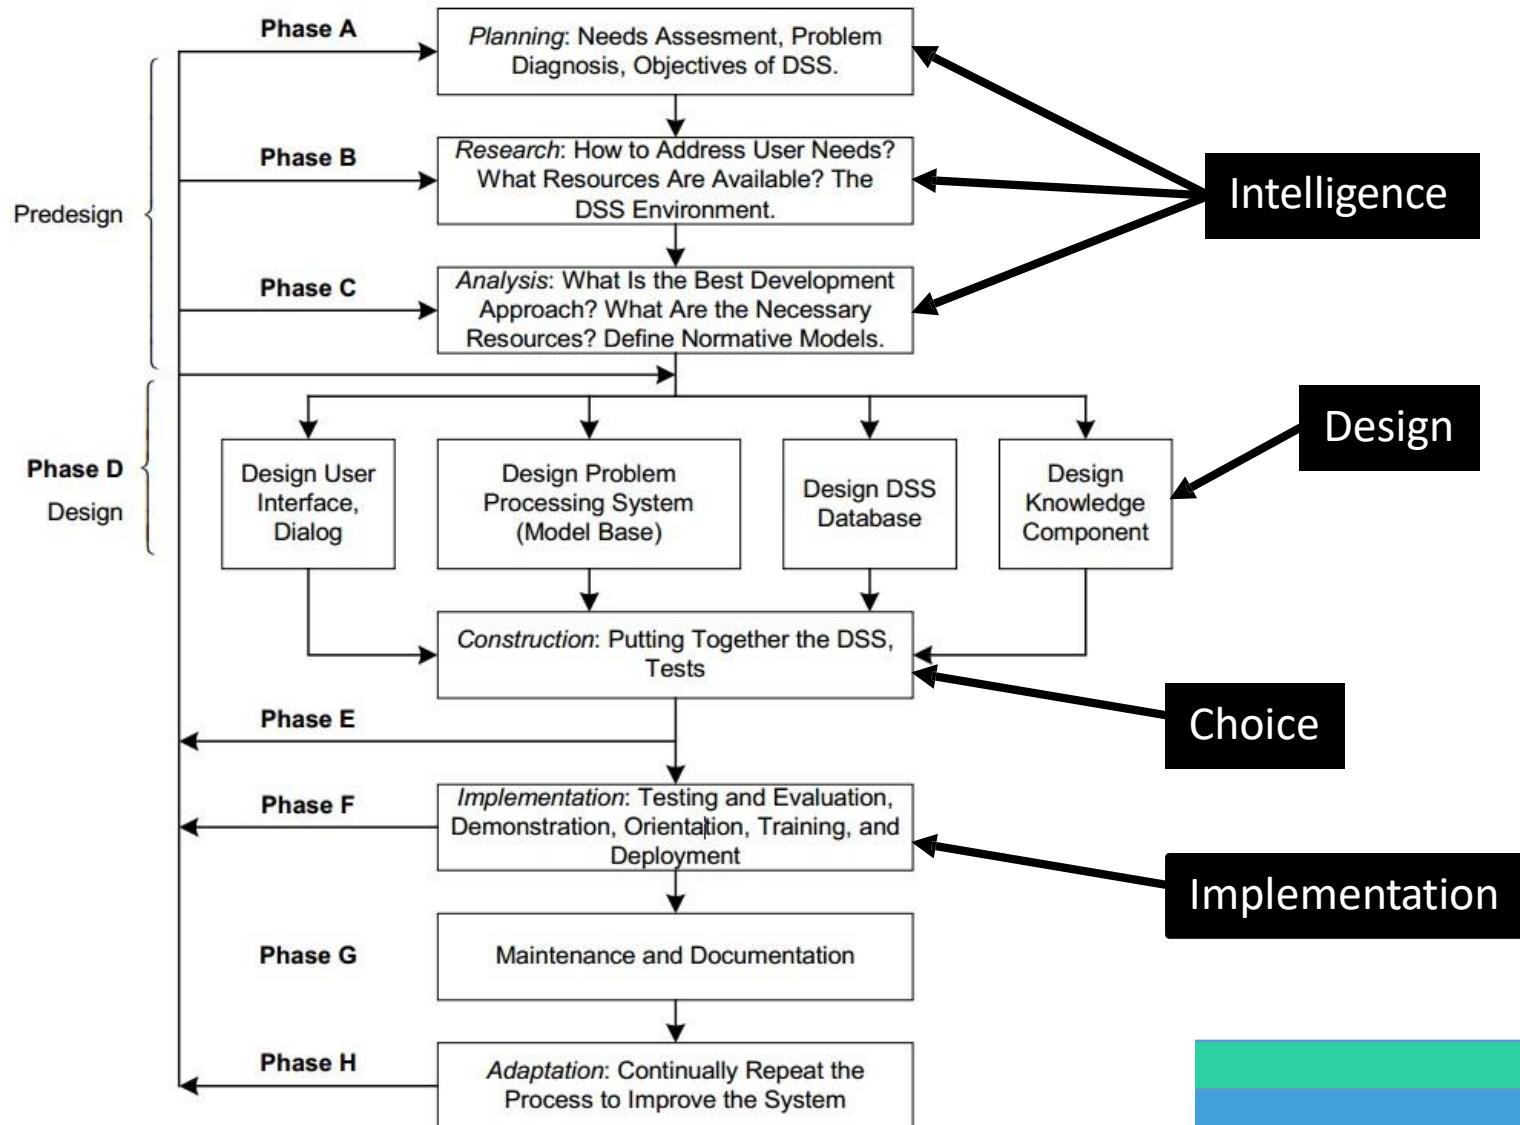 Phase A
Planning: Needs Assesment, Problem
Diagnosis, Objectives of DSS.
Phase B
Research: How to Address User Needs?
What Resources Are Available? The
DSS Environment.
Intelligence
Predesign
Phase C
Analysis: What Is the Best Development
Approach? What Are the Necessary
Resources? Define Normative Models.
Design
Phase D
Design
Design User
Interface,
Dialog
Design Problem
Processing System
(Model Base)
Design DSS
Database
Design
Knowledge
Component
Construction: Putting Together the DSS,
Tests
Choice
Phase E
Phase F
Implementation: Testing and Evaluation,
Demonstration, Orientation, Training, and
Deployment
Implementation
Phase G
Maintenance and Documentation
Phase H
Adaptation: Continually Repeat the
Process to Improve the System